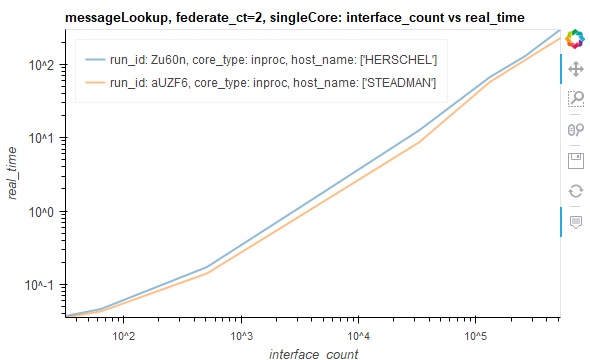 messageLookup, federate_ct=2, singleCore: interface_count vs real_time
run_id: Zu60n, core_type: inproc, host_name: ['HERSCHEL']
run_id: aUZF6, core_type: inproc, host_name: ['STEADMAN']
10^2
10^1
10^0
10^-1
real_time
10^2 10^3 10^4 10^5
interface_count